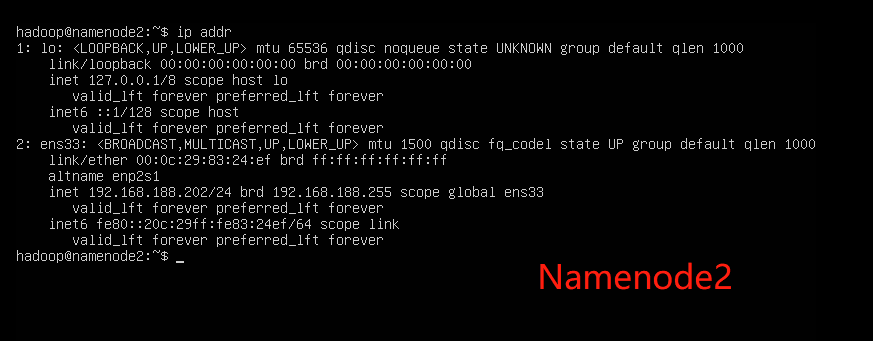 hadoop@namenode2:~$ ip addr
1: lo: <LOOPBACK,UP,LOWER_UP> mtu 65536 qdisc noqueue state UNKNOWN group default qlen 1000
    link/loopback 00:00:00:00:00:00 brd 00:00:00:00:00:00
    inet 127.0.0.1/8 scope host lo
       valid_lft forever preferred_lft forever
    inet6 ::1/128 scope host
       valid_lft forever preferred_lft forever
2: ens33: <BROADCAST,MULTICAST,UP,LOWER_UP> mtu 1500 qdisc fq_codel state UP group default qlen 1000
    link/ether 00:0c:29:83:24:ef brd ff:ff:ff:ff:ff:ff
    altname enp2s1
    inet 192.168.188.202/24 brd 192.168.188.255 scope global ens33
       valid_lft forever preferred_lft forever
    inet6 fe80::20c:29ff:fe83:24ef/64 scope link
       valid_lft forever preferred_lft forever
hadoop@namenode2:~$ _
Namenode2